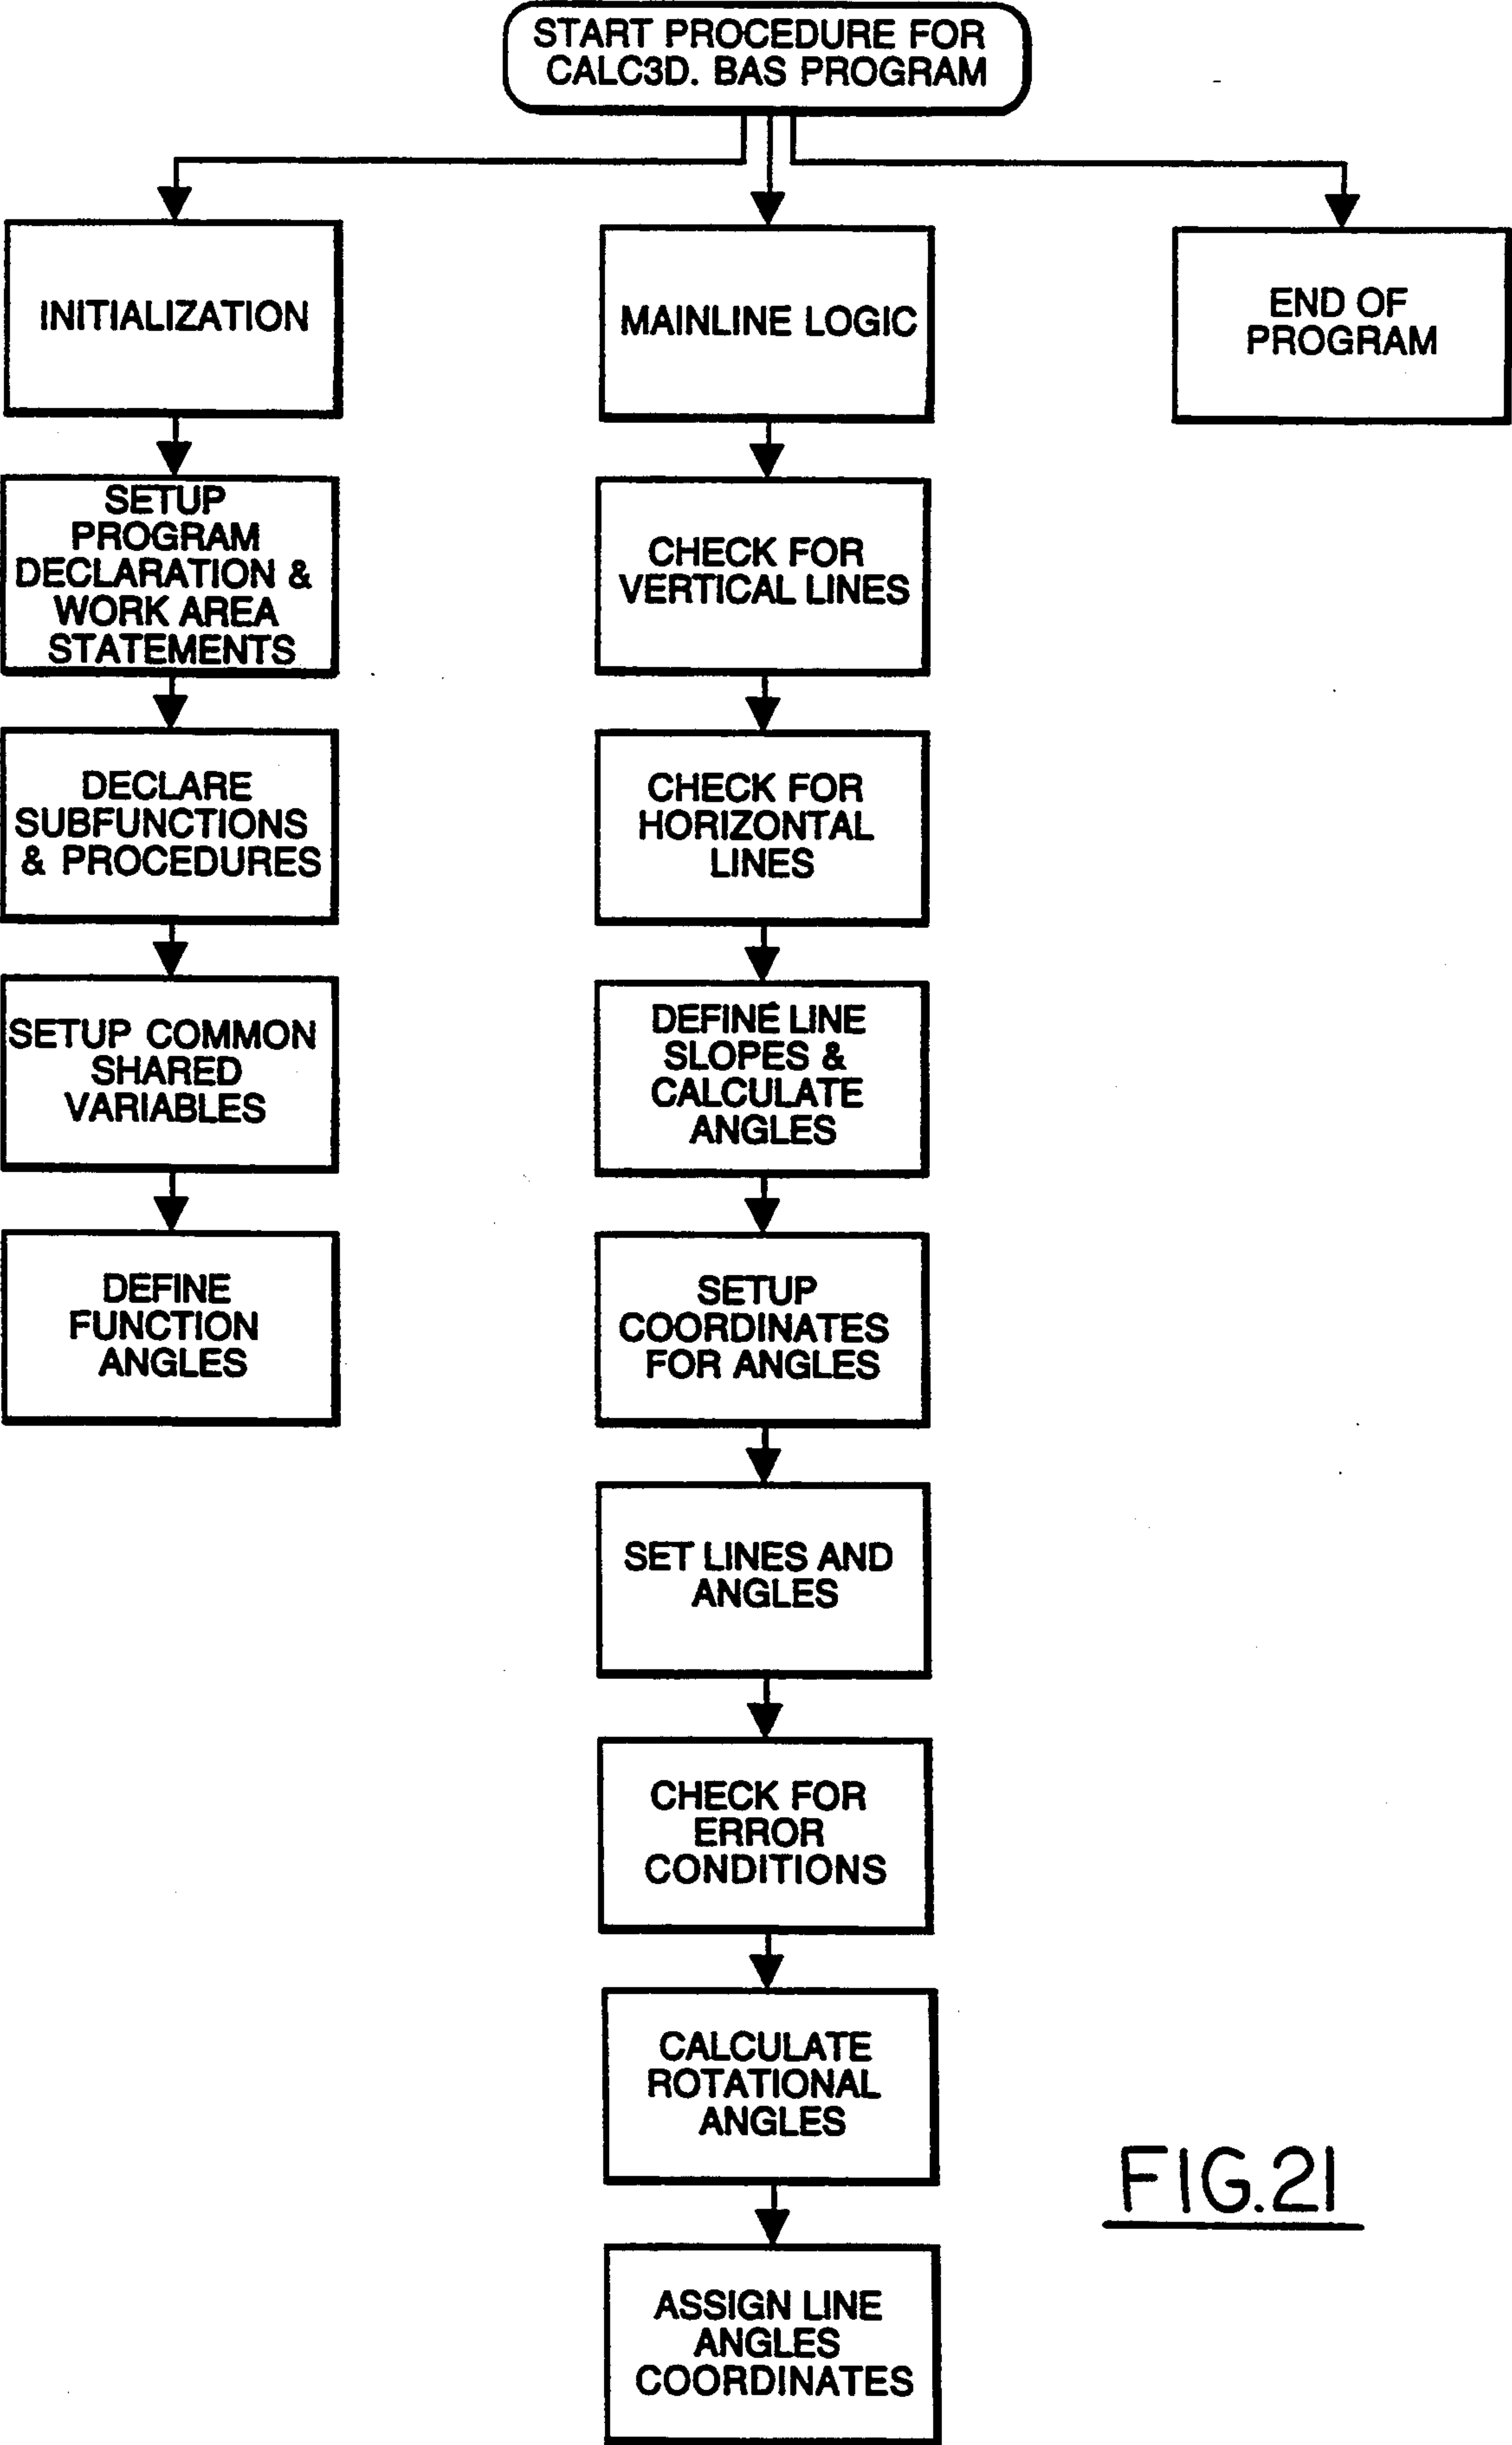 START PROCEDURE FOR
CALC3D. BAS PROGRAM
INITIALIZATION
SETUP
PROGRAM
DECLARATION &
WORK AREA
STATEMENTS
DECLARE
SUBFUNCTIONS
& PROCEDURES
SETUP COMMON
SHARED
VARIABLES
DEFINE
FUNCTION
ANGLES
MAINLINE LOGIC
CHECK FOR
VERTICAL LINES
CHECK FOR
HORIZONTAL
LINES
DEFINE LINE
SLOPES &
CALCULATE
ANGLES
SETUP
COORDINATES
FOR ANGLES
SET LINES AND
ANGLES
CHECK FOR
ERROR
CONDITIONS
CALCULATE
ROTATIONAL
ANGLES
ASSIGN LINE
ANGLES
COORDINATES
END OF
PROGRAM
FIG.21